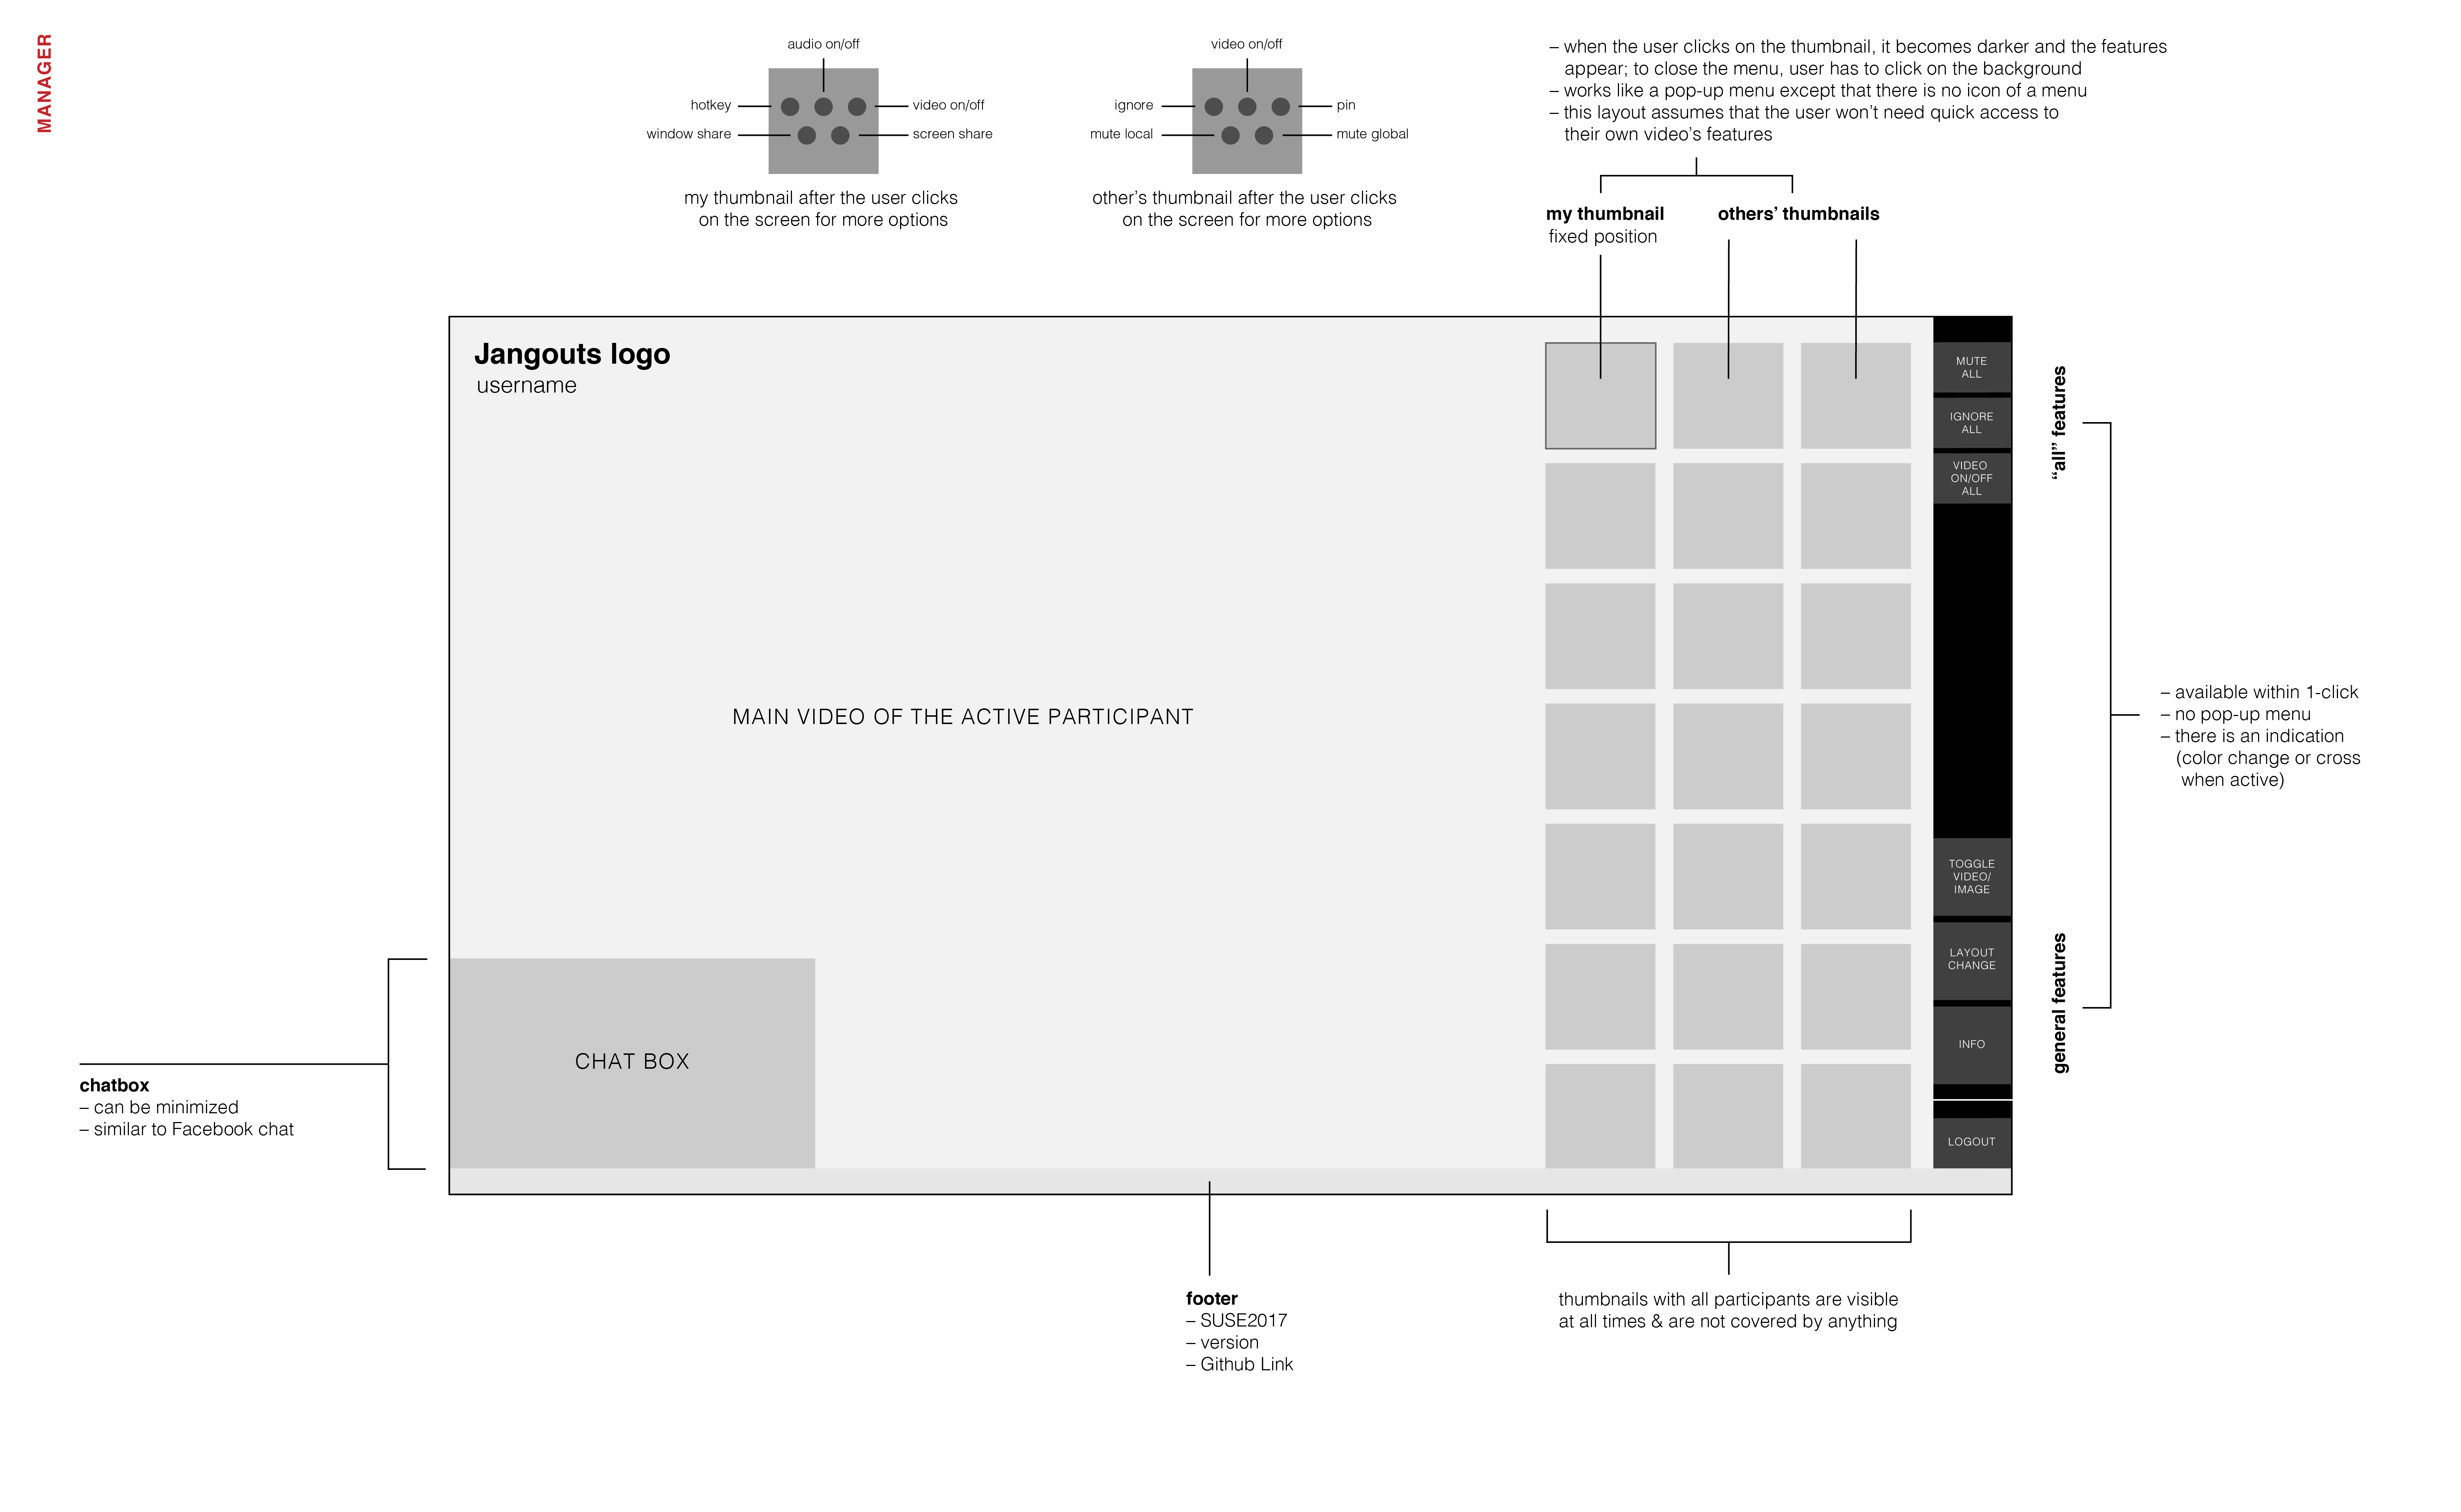 MANAGER
audio on/off
hotkey
video on/off
window share
screen share
my thumbnail after the user clicks
on the screen for more options
video on/off
ignore
pin
mute local
mute global
other's thumbnail after the user clicks
on the screen for more options
– when the user clicks on the thumbnail, it becomes darker and the features
appear; to close the menu, user has to click on the background
– works like a pop-up menu except that there is no icon of a menu
– this layout assumes that the user won't need quick access to
their own video's features
my thumbnail
fixed position
others' thumbnails
Jangouts logo
username
MAIN VIDEO OF THE ACTIVE PARTICIPANT
CHAT BOX
MUTE
ALL
IGNORE
ALL
VIDEO
ON/OFF
ALL
TOGGLE
VIDEO/
IMAGE
LAYOUT
CHANGE
INFO
LOGOUT
“all” features
general features
– available within 1-click
– no pop-up menu
– there is an indication
(color change or cross
when active)
chatbox
– can be minimized
– similar to Facebook chat
footer
– SUSE2017
– version
– Github Link
thumbnails with all participants are visible
at all times & are not covered by anything